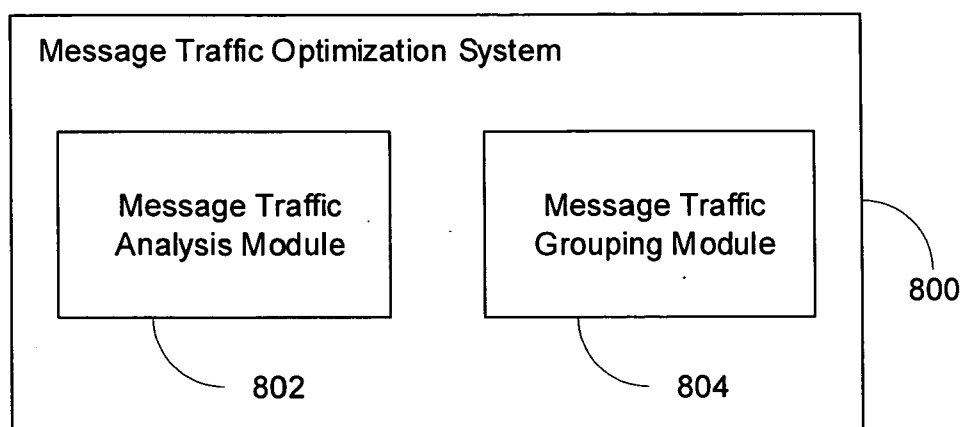 Message Traffic Optimization System
Message Traffic
Analysis Module
Message Traffic
Grouping Module
800
802
804